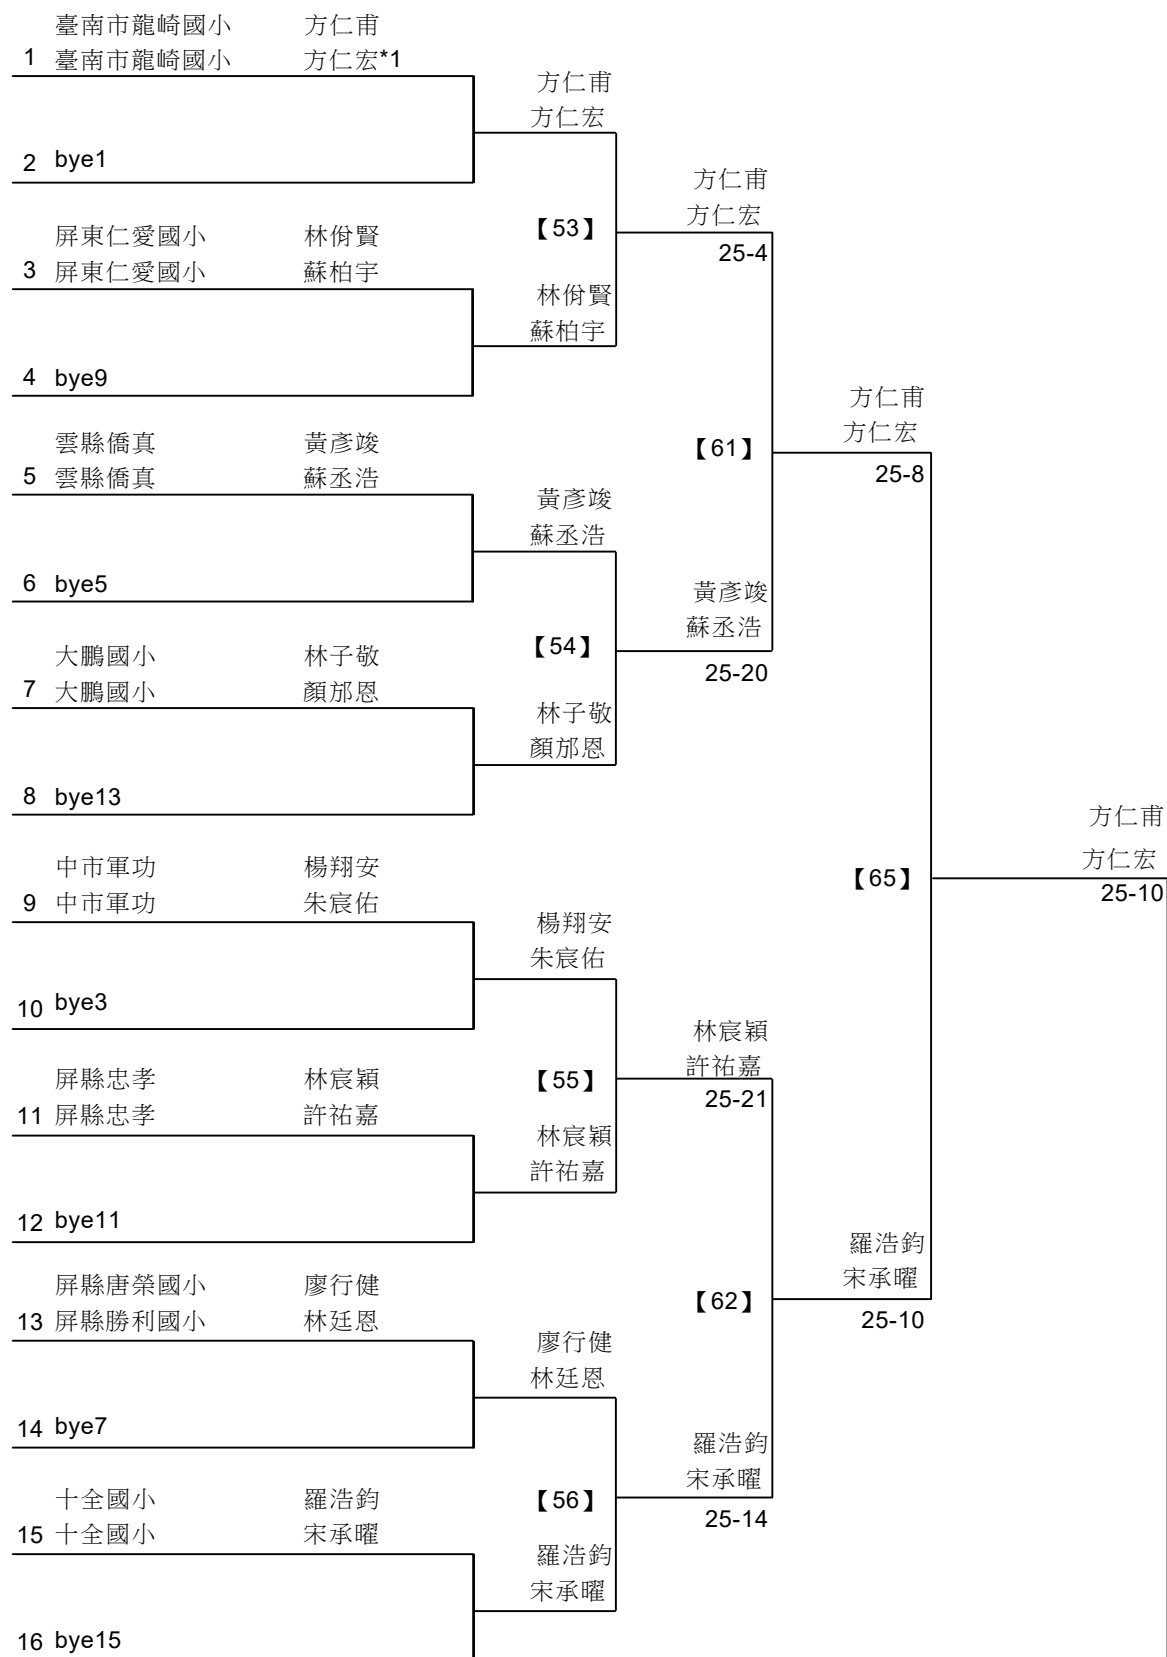 臺南市龍崎國小 方仁甫
1 臺南市龍崎國小 方仁宏*1
方仁甫
方仁宏
2 bye1
方仁甫
方仁宏
25-4
【53】
屏東仁愛國小 林佾賢
3 屏東仁愛國小 蘇柏宇
林佾賢
蘇柏宇
4 bye9
方仁甫
方仁宏
25-8
【61】
雲縣僑真 黃彥竣
5 雲縣僑真 蘇丞浩
黃彥竣
蘇丞浩
6 bye5
黃彥竣
蘇丞浩
25-20
【54】
大鵬國小 林子敬
7 大鵬國小 顏邡恩
林子敬
顏邡恩
8 bye13
方仁甫
方仁宏
25-10
【65】
中市軍功 楊翔安
9 中市軍功 朱宸佑
楊翔安
朱宸佑
10 bye3
林宸穎
許祐嘉
25-21
【55】
屏縣忠孝 林宸穎
11 屏縣忠孝 許祐嘉
林宸穎
許祐嘉
12 bye11
羅浩鈞
宋承曜
25-10
【62】
屏縣唐榮國小 廖行健
13 屏縣勝利國小 林廷恩
廖行健
林廷恩
14 bye7
羅浩鈞
宋承曜
25-14
【56】
十全國小 羅浩鈞
15 十全國小 宋承曜
羅浩鈞
宋承曜
16 bye15